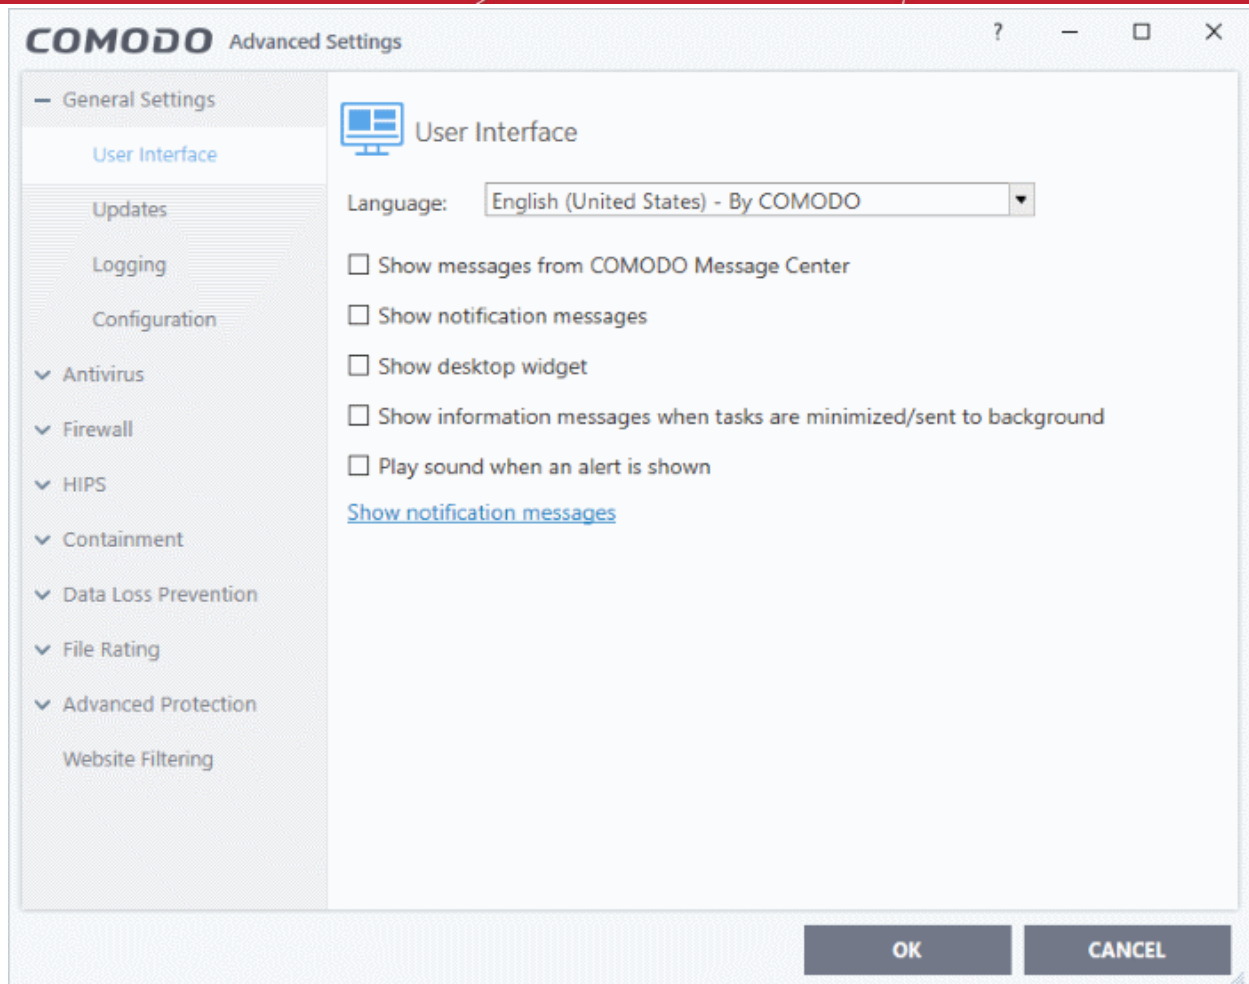 COMODO Advanced Settings ?
General Settings
User Interface
Updates
Logging
Configuration
Antivirus
Firewall
HIPS
Containment
Data Loss Prevention
File Rating
Advanced Protection
Website Filtering
User Interface
Language: English (United States) - By COMODO
Show messages from COMODO Message Center
Show notification messages
Show desktop widget
Show information messages when tasks are minimized/sent to background
Play sound when an alert is shown
Show notification messages
OK CANCEL